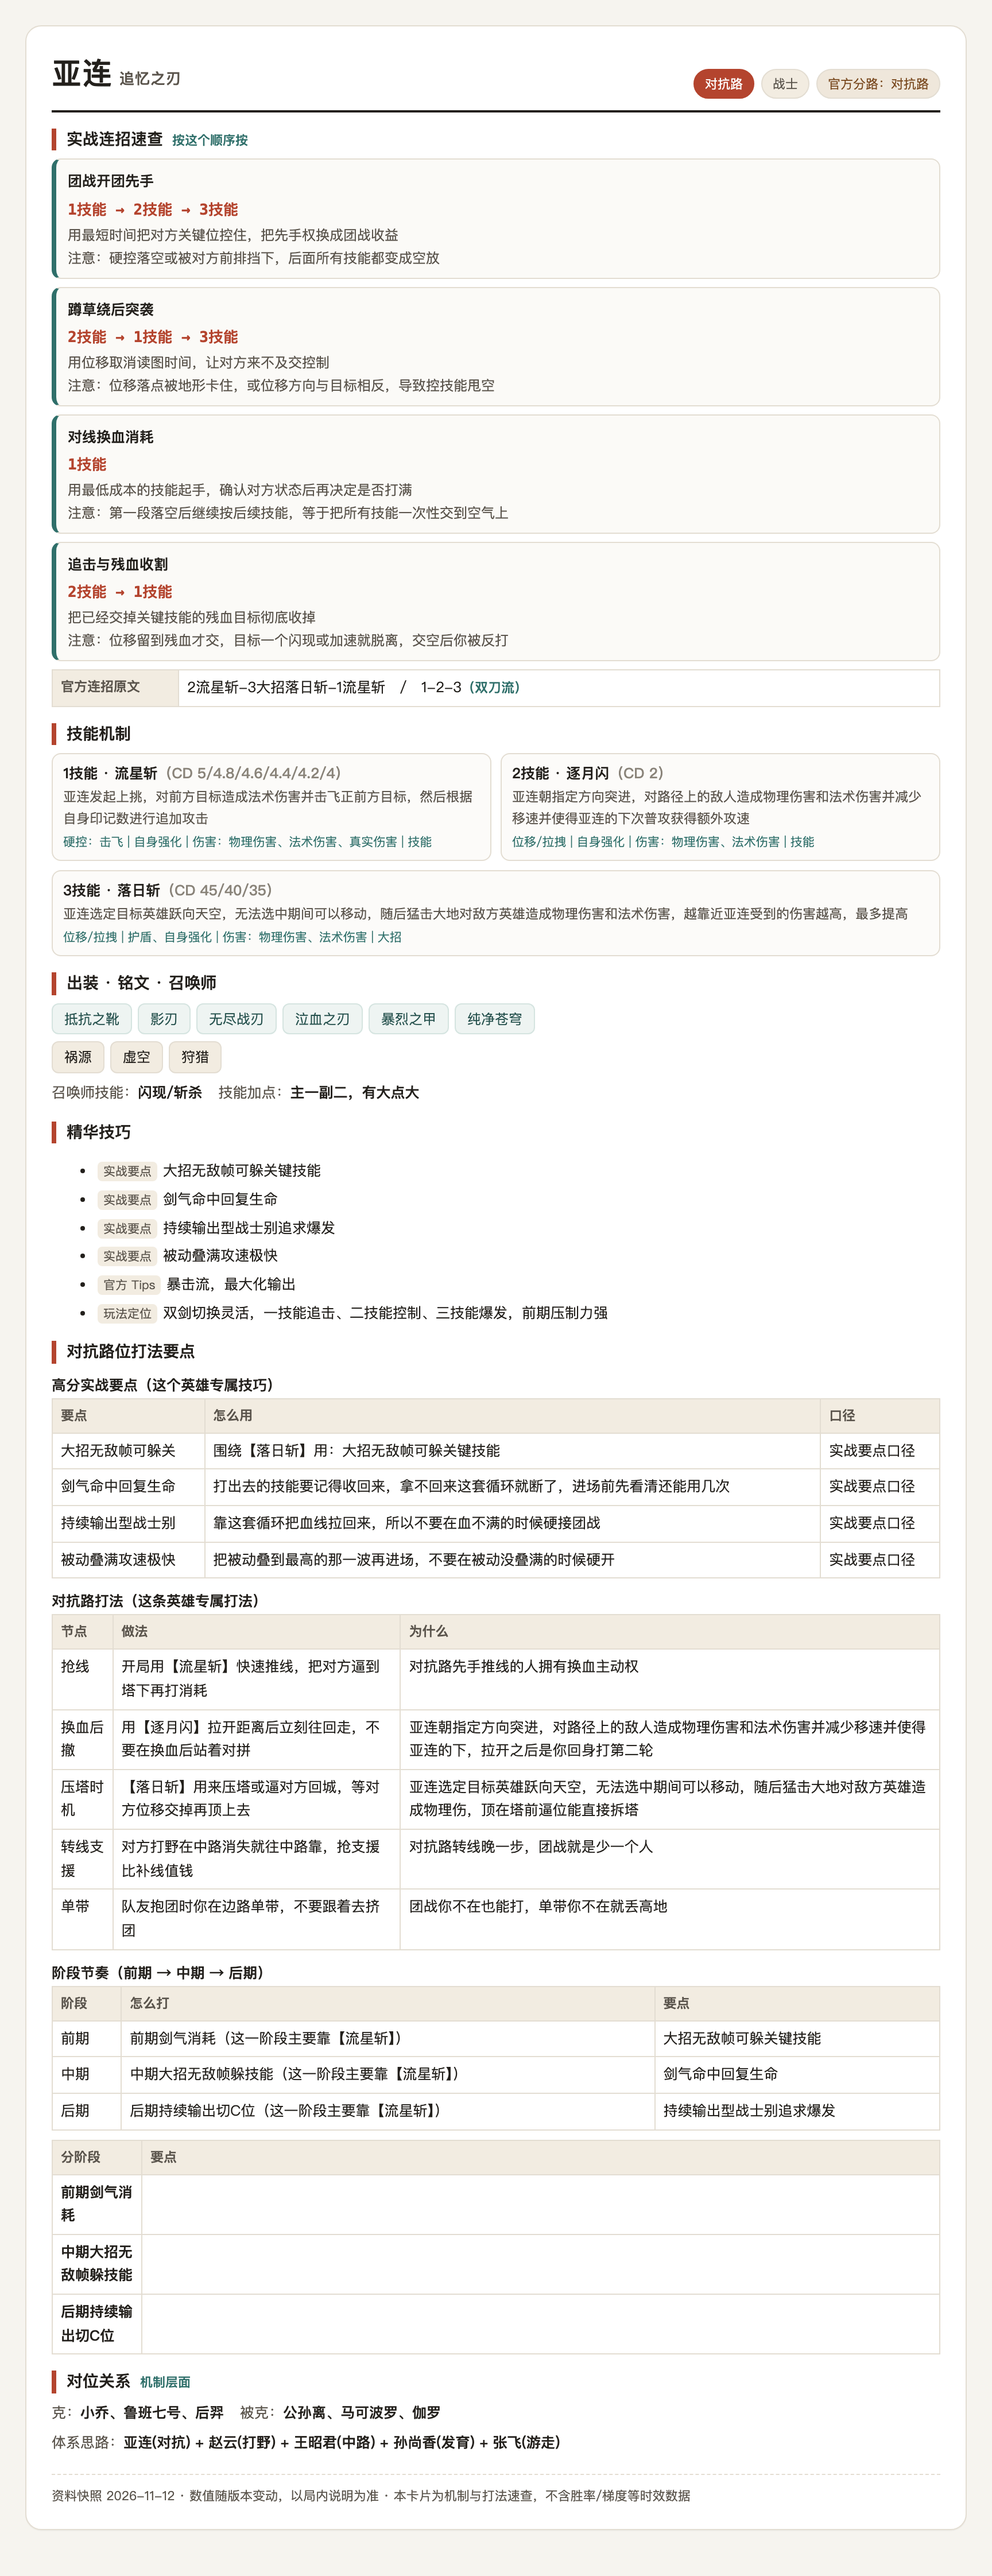 亚连 追忆之刃
对抗路 战士 官方分路：对抗路
实战连招速查 按这个顺序按
团战开团先手
1技能 → 2技能 → 3技能
用最短时间把对方关键位控住，把先手权换成团战收益
注意：硬控落空或被对方前排挡下，后面所有技能都变成空放
蹲草绕后突袭
2技能 → 1技能 → 3技能
用位移取消读图时间，让对方来不及交控制
注意：位移落点被地形卡住，或位移方向与目标相反，导致控技能甩空
对线换血消耗
1技能
用最低成本的技能起手，确认对方状态后再决定是否打满
注意：第一段落空后继续按后续技能，等于把所有技能一次性交到空气上
追击与残血收割
2技能 → 1技能
把已经交掉关键技能的残血目标彻底收掉
注意：位移留到残血才交，目标一个闪现或加速就脱离，交空后你被反打
官方连招原文 2流星斩-3大招落日斩-1流星斩 / 1-2-3（双刀流）
技能机制
1技能 · 流星斩（CD 5/4.8/4.6/4.4/4.2/4）
亚连发起上挑，对前方目标造成法术伤害并击飞正前方目标，然后根据
自身印记数进行追加攻击
硬控：击飞 | 自身强化 | 伤害：物理伤害、法术伤害、真实伤害 | 技能
2技能 · 逐月闪（CD 2）
亚连朝指定方向突进，对路径上的敌人造成物理伤害和法术伤害并减少
移速并使得亚连的下次普攻获得额外攻速
位移/拉拽 | 自身强化 | 伤害：物理伤害、法术伤害 | 技能
3技能 · 落日斩（CD 45/40/35）
亚连选定目标英雄跃向天空，无法选中期间可以移动，随后猛击大地对敌方英雄造成物理伤害和法术伤害，越靠近亚连受到的伤害越高，最多提高
位移/拉拽 | 护盾、自身强化 | 伤害：物理伤害、法术伤害 | 大招
出装 · 铭文 · 召唤师
抵抗之靴 影刃 无尽战刃 泣血之刃 暴烈之甲 纯净苍穹
祸源 虚空 狩猎
召唤师技能：闪现/斩杀 技能加点：主一副二，有大点大
精华技巧
实战要点 大招无敌帧可躲关键技能
实战要点 剑气命中回复生命
实战要点 持续输出型战士别追求爆发
实战要点 被动叠满攻速极快
官方 Tips 暴击流，最大化输出
玩法定位 双剑切换灵活，一技能追击、二技能控制、三技能爆发，前期压制力强
对抗路位打法要点
高分实战要点（这个英雄专属技巧）
要点 怎么用 口径
大招无敌帧可躲关 围绕【落日斩】用：大招无敌帧可躲关键技能 实战要点口径
剑气命中回复生命 打出去的技能要记得收回来，拿不回来这套循环就断了，进场前先看清还能用几次 实战要点口径
持续输出型战士别 靠这套循环把血线拉回来，所以不要在血不满的时候硬接团战 实战要点口径
被动叠满攻速极快 把被动叠到最高的那一波再进场，不要在被动没叠满的时候硬开 实战要点口径
对抗路打法（这条英雄专属打法）
节点 做法 为什么
抢线 开局用【流星斩】快速推线，把对方逼到
塔下再打消耗 对抗路先手推线的人拥有换血主动权
换血后
撤 用【逐月闪】拉开距离后立刻往回走，不
要在换血后站着对拼 亚连朝指定方向突进，对路径上的敌人造成物理伤害和法术伤害并减少移速并使得
亚连的下，拉开之后是你回身打第二轮
压塔时
机 【落日斩】用来压塔或逼对方回城，等对
方位移交掉再顶上去 亚连选定目标英雄跃向天空，无法选中期间可以移动，随后猛击大地对敌方英雄造
成物理伤，顶在塔前逼位能直接拆塔
转线支
援 对方打野在中路消失就往中路靠，抢支援
比补线值钱 对抗路转线晚一步，团战就是少一个人
单带 队友抱团时你在边路单带，不要跟着去挤
团 团战你不在也能打，单带你不在就丢高地
阶段节奏（前期 → 中期 → 后期）
阶段 怎么打 要点
前期 前期剑气消耗（这一阶段主要靠【流星斩】） 大招无敌帧可躲关键技能
中期 中期大招无敌帧躲技能（这一阶段主要靠【流星斩】） 剑气命中回复生命
后期 后期持续输出切C位（这一阶段主要靠【流星斩】） 持续输出型战士别追求爆发
分阶段 要点
前期剑气消
耗
中期大招无
敌帧躲技能
后期持续输
出切C位
对位关系 机制层面
克：小乔、鲁班七号、后羿 被克：公孙离、马可波罗、伽罗
体系思路：亚连(对抗) + 赵云(打野) + 王昭君(中路) + 孙尚香(发育) + 张飞(游走)
资料快照 2026-11-12 · 数值随版本变动，以局内说明为准 · 本卡片为机制与打法速查，不含胜率/梯度等时效数据